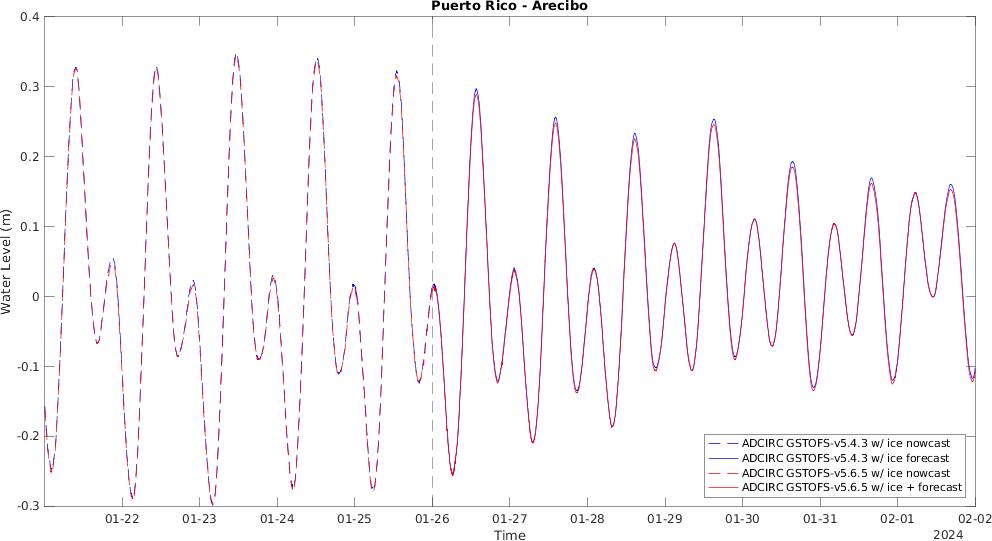 Puerto Rico - Arecibo
0.4
0.3
0.2
0.1
0
-0.1
-0.2
-0.3
Water Level (m)
01-22 01-23 01-24 01-25 01-26 01-27 01-28 01-29 01-30 01-31 02-01 02-02
Time
2024
ADCIRC GSTOFS-v5.4.3 w/ ice nowcast
ADCIRC GSTOFS-v5.4.3 w/ ice forecast
ADCIRC GSTOFS-v5.6.5 w/ ice nowcast
ADCIRC GSTOFS-v5.6.5 w/ ice + forecast